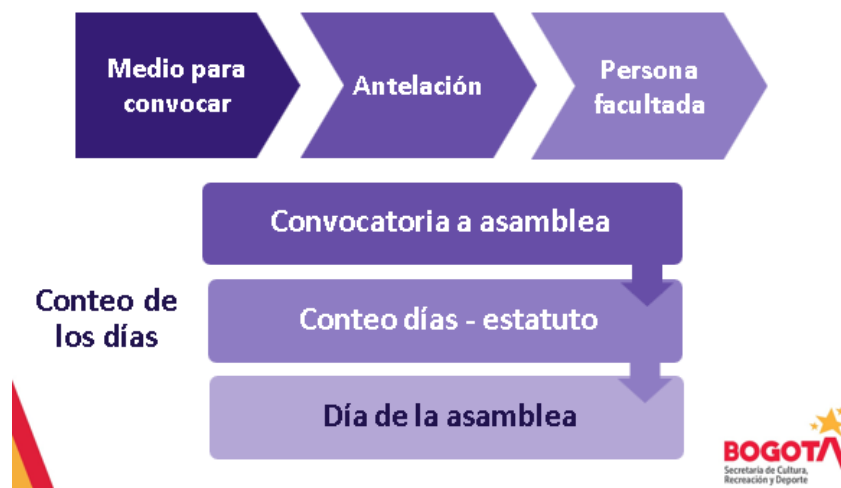 Medio para
convocar
Antelación
Persona
facultada
Convocatoria a asamblea
Conteo de
los días
Conteo días - estatuto
Día de la asamblea
BOGOTÁ
Secretaría de Cultura,
Recreación y Deporte